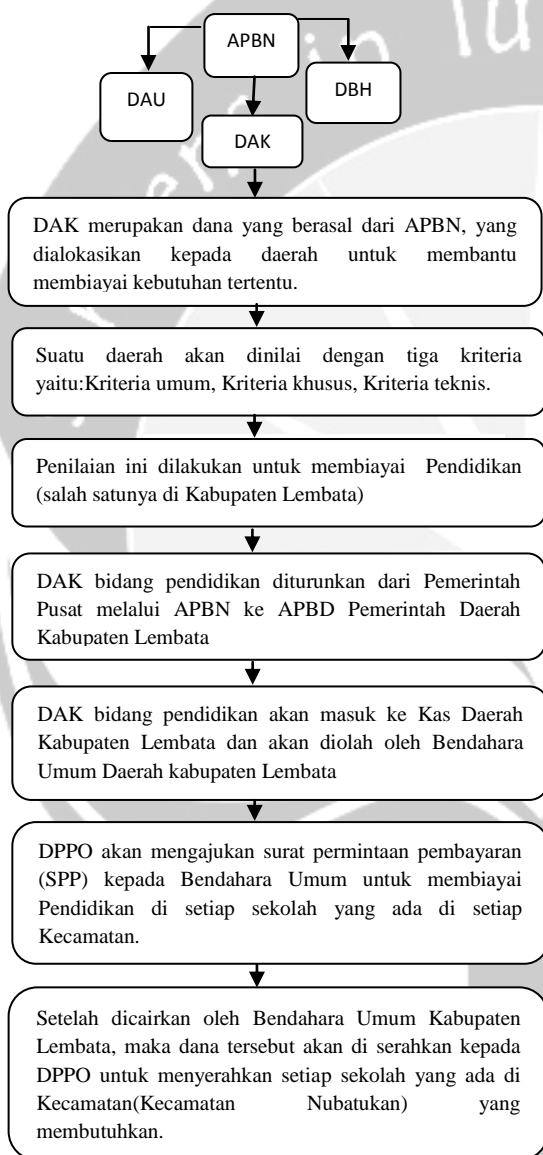 APBN
DAU
DBH
DAK
DAK merupakan dana yang berasal dari APBN, yang
dialokasikan kepada daerah untuk membantu
membiayai kebutuhan tertentu.
Suatu daerah akan dinilai dengan tiga kriteria
yaitu:Kriteria umum, Kriteria khusus, Kriteria teknis.
Penilaian ini dilakukan untuk membiayai Pendidikan
(salah satunya di Kabupaten Lembata)
DAK bidang pendidikan diturunkan dari Pemerintah
Pusat melalui APBN ke APBD Pemerintah Daerah
Kabupaten Lembata
DAK bidang pendidikan akan masuk ke Kas Daerah
Kabupaten Lembata dan akan diolah oleh Bendahara
Umum Daerah kabupaten Lembata
DPPO akan mengajukan surat permintaan pembayaran
(SPP) kepada Bendahara Umum untuk membiayai
Pendidikan di setiap sekolah yang ada di setiap
Kecamatan.
Setelah dicairkan oleh Bendahara Umum Kabupaten
Lembata, maka dana tersebut akan di serahkan kepada
DPPO untuk menyerahkan setiap sekolah yang ada di
Kecamatan(Kecamatan Nubatukan) yang
membutuhkan.